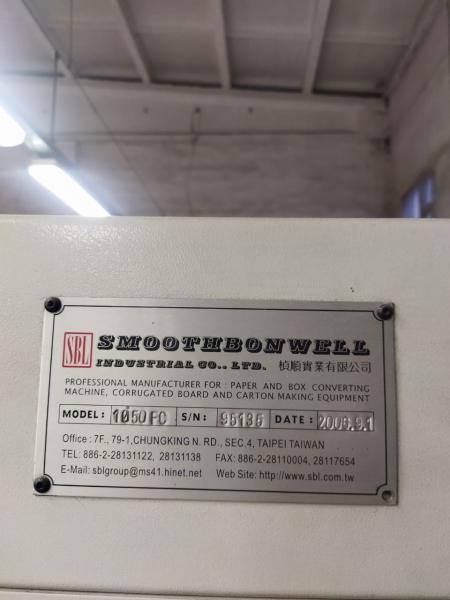 SBL SMOOTHBONWELL
INDUSTRIAL CO., LTD. 楨順實業有限公司
PROFESSIONAL MANUFACTURER FOR : PAPER AND BOX CONVERTING
MACHINE, CORRUGATED BOARD AND CARTON MAKING EQUIPMENT
MODEL : 1050FC S/N : 95135 DATE : 2006.9.1
Office : 7F., 79-1,CHUNGKING N. RD., SEC.4, TAIPEI TAIWAN
TEL: 886-2-28131122, 28131138 FAX: 886-2-28110004, 28117654
E-Mail: sblgroup@ms41.hinet.net Web Site: http://www.sbl.com.tw